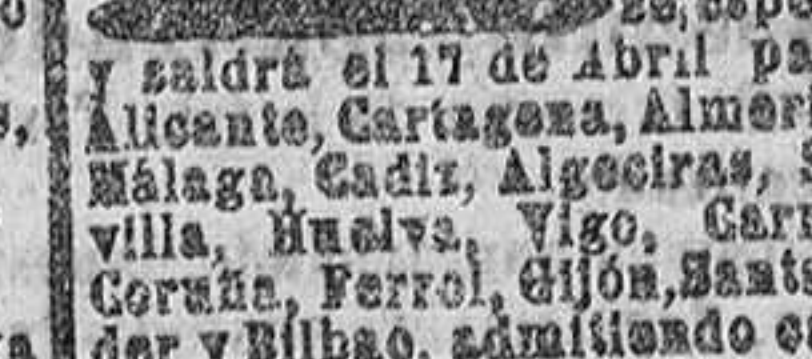 y saldrá el 17 de Abril pa
Alicante, Cartagena, Almer
Málaga, Cadiz, Algeciras, S
villa, Huelva, Vigo, Carr
Coruña, Ferrol, Gijón, Sant
der y Bilbao, admitiendo c